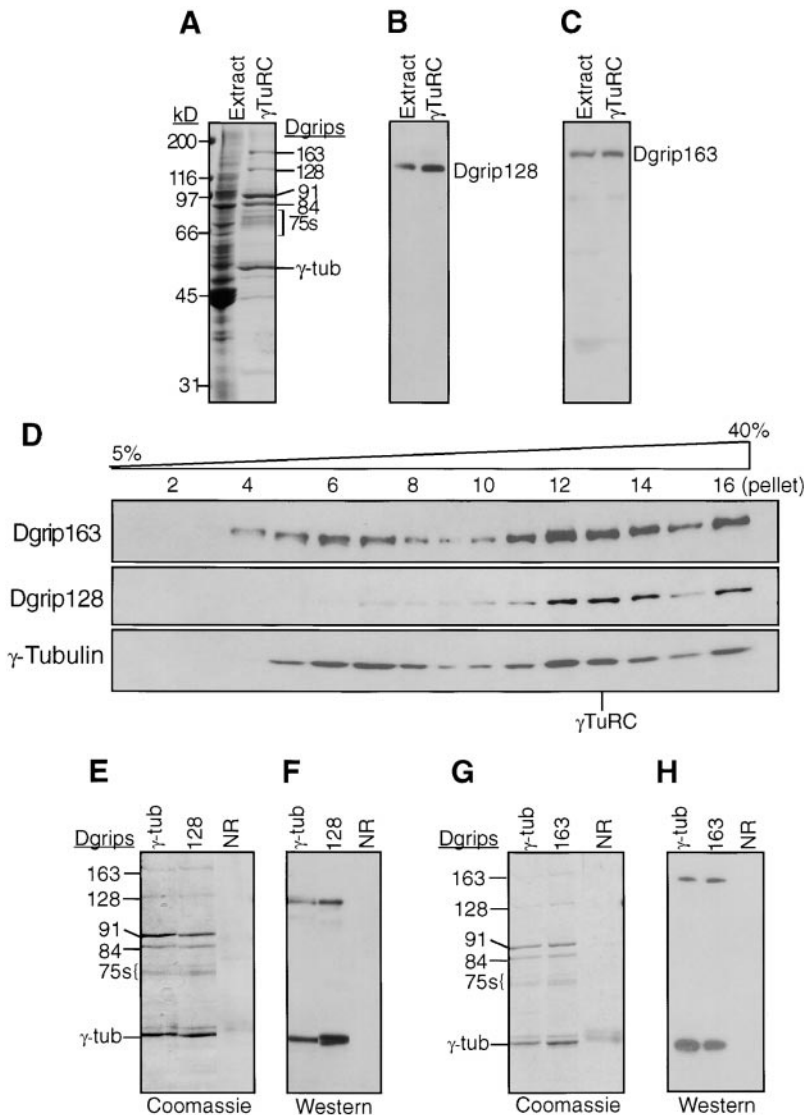 A
B
C
Extract
γTuRC
Extract
γTuRC
Extract
γTuRC
kD
Dgrips
200
116
97
66
45
31
163
128
91
84
75s
γ-tub
Dgrip128
Dgrip163
D
5%
40%
2 4 6 8 10 12 14 16 (pellet)
Dgrip163
Dgrip128
γ-Tubulin
γTuRC
E
F
G
H
Dgrips
γ-tub
128
NR
γ-tub
128
NR
Dgrips
γ-tub
163
NR
γ-tub
163
NR
163
128
91
84
75s{
γ-tub
163
128
91
84
75s{
γ-tub
Coomassie
Western
Coomassie
Western